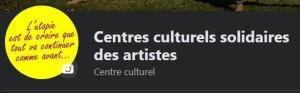 L'utopie
est de croire que
tout va continuer
comme avant...
Centres culturels solidaires
des artistes
Centre culturel